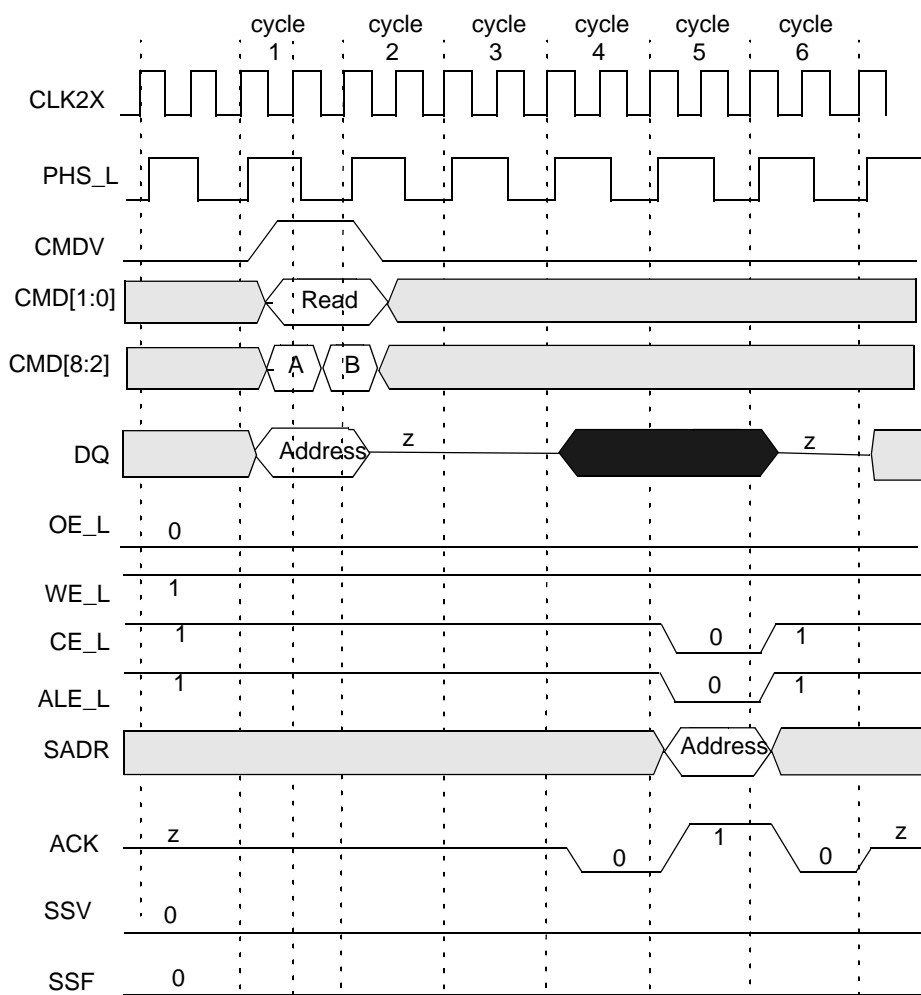 cycle cycle cycle cycle cycle cycle
1 2 3 4 5 6
CLK2X
PHS_L
CMDV
CMD[1:0] Read
CMD[8:2] A B
DQ Address z z
OE_L 0
WE_L 1
CE_L 1 0 1
ALE_L 1 0 1
SADR Address
ACK z 0 1 0 z
SSV 0
SSF 0